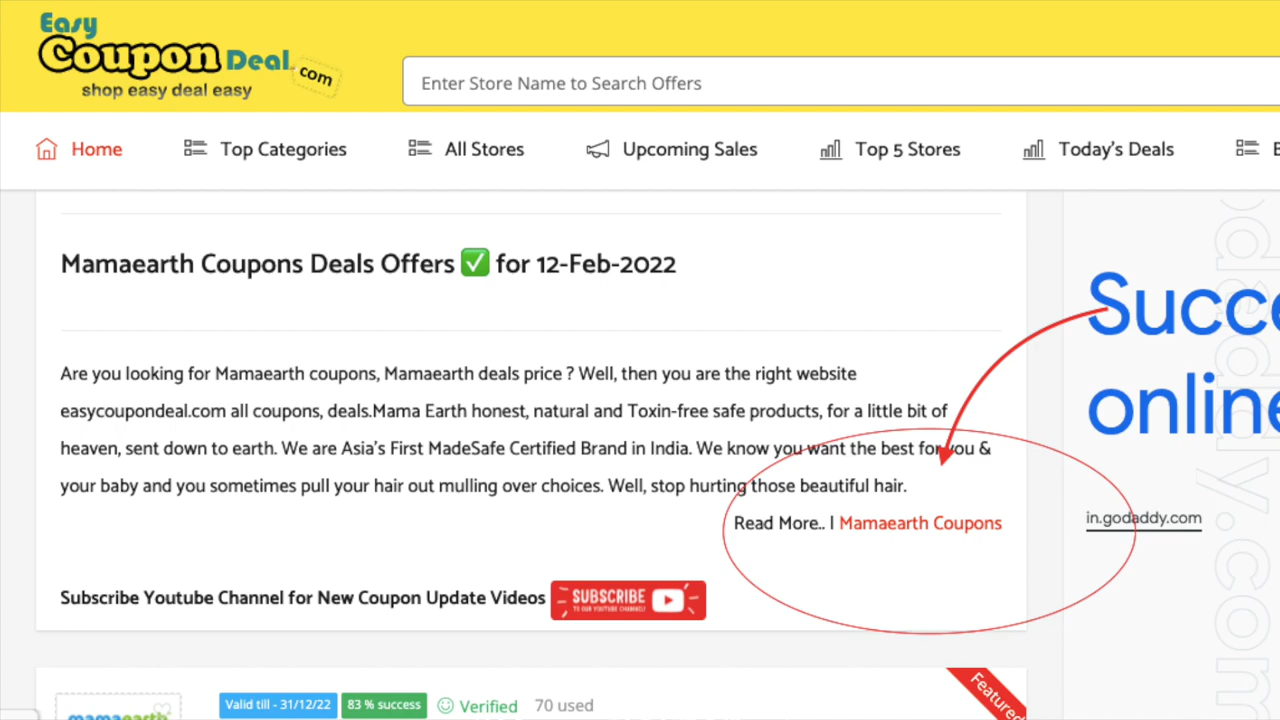 Easy
Coupon Deal.com
shop easy deal easy
Enter Store Name to Search Offers
Home Top Categories All Stores Upcoming Sales Top 5 Stores Today's Deals
Mamaearth Coupons Deals Offers ✅ for 12-Feb-2022
Are you looking for Mamaearth coupons, Mamaearth deals price ? Well, then you are the right website
easycoupondeal.com all coupons, deals.Mama Earth honest, natural and Toxin-free safe products, for a little bit of
heaven, sent down to earth. We are Asia's First MadeSafe Certified Brand in India. We know you want the best for you &
your baby and you sometimes pull your hair out mulling over choices. Well, stop hurting those beautiful hair.
Read More.. | Mamaearth Coupons
Subscribe Youtube Channel for New Coupon Update Videos SUBSCRIBE
TO OUR YOUTUBE CHANNEL!
Succe
online
in.godaddy.com
Valid till - 31/12/22 83 % success Verified 70 used
Featured
mamaearth